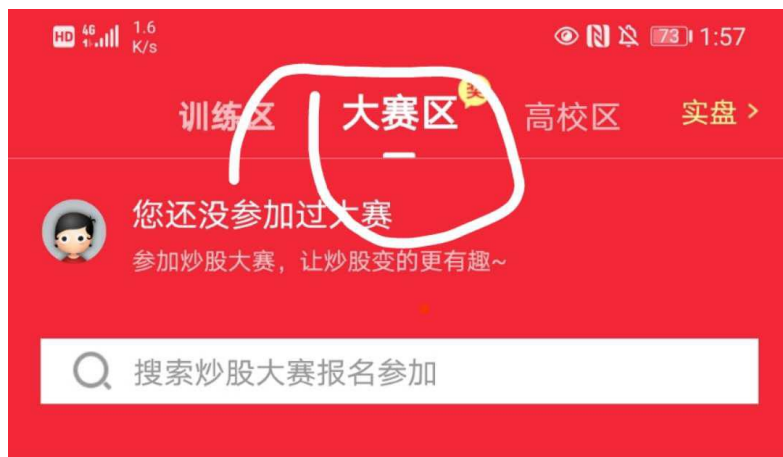 HD 4G 1.6 K/s 73 1:57
训练区 大赛区 奖 高校区 实盘 >
您还没参加过大赛
参加炒股大赛，让炒股变的更有趣~
搜索炒股大赛报名参加